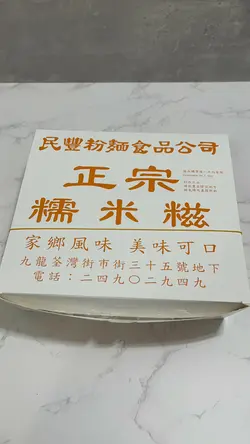 民豐粉麵食品公司
正宗
糯米糍
家鄉風味 美味可口
九龍荃灣街市街三十五號地下
電話：二四九〇二九四九